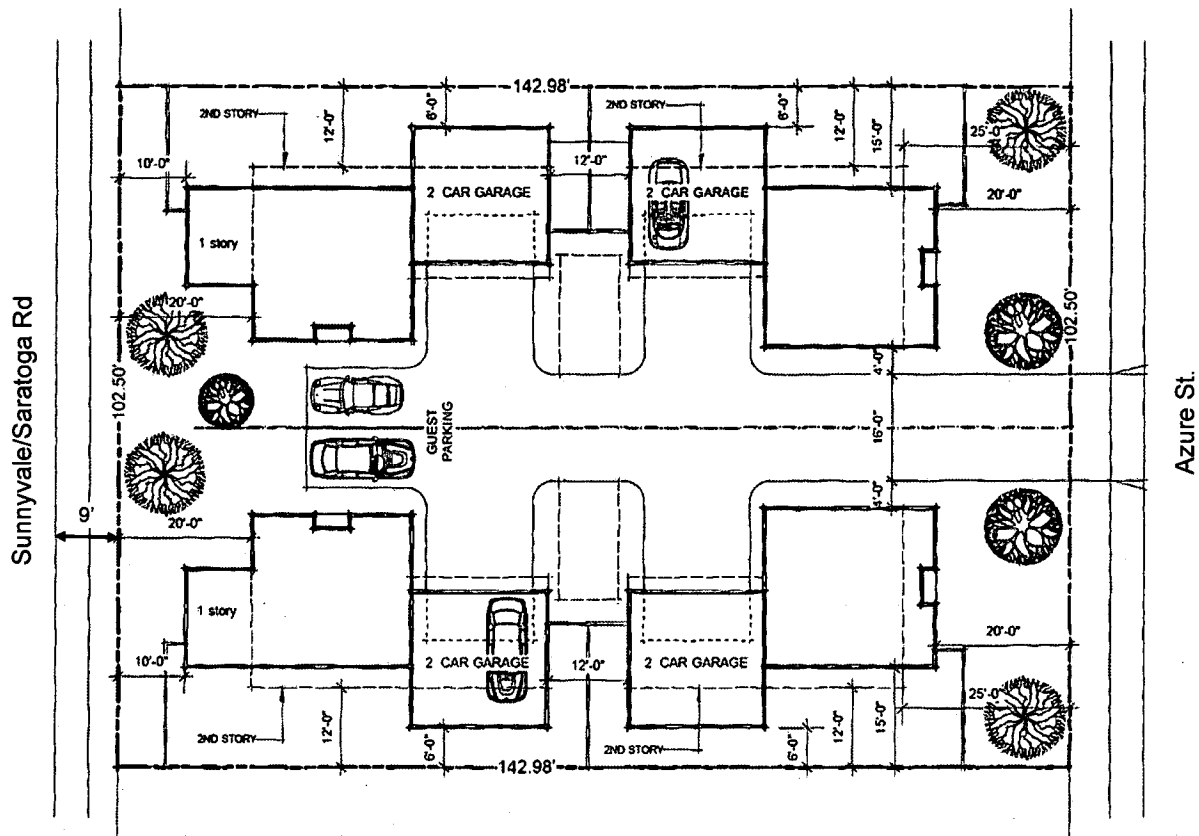 142.98'
2ND STORY
12'-0"
6'-0"
2ND STORY
6'-0"
12'-0"
15'-0"
25'-0
10'-0"
12'-0"
2 CAR GARAGE
2 CAR GARAGE
20'-0"
1 story
20'-0"
102.50'
Sunnyvale/Saratoga Rd
102.50'
4'-0"
GUEST
PARKING
16'-0"
Azure St.
4'-0"
9'
20'-0"
1 story
10'-0"
2 CAR GARAGE
12'-0"
2 CAR GARAGE
20'-0"
25'-0"
2ND STORY
12'-0"
6'-0"
2ND STORY
6'-0"
12'-0"
15'-0"
142.98'